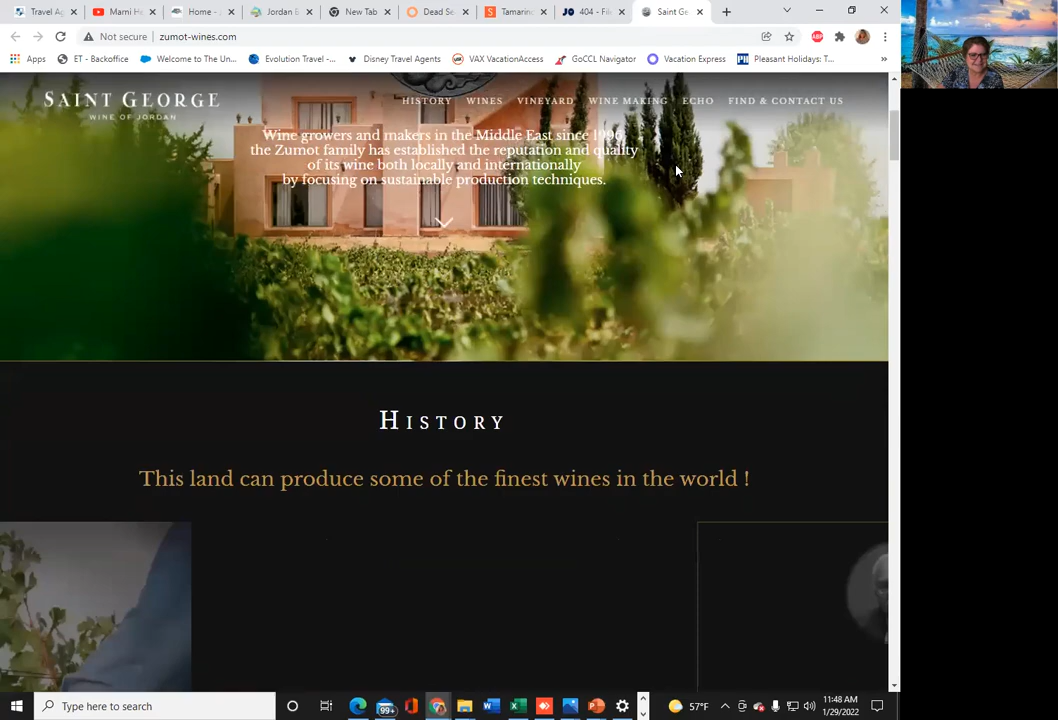 Travel Ag
Marni Ha
Home -
Jordan E
New Tab
Dead Se
Tamarind
404 - File
Saint Ge
Not secure
zumot-wines.com
Apps
ET - Backoffice
Welcome to The Un...
Evolution Travel -...
Disney Travel Agents
VAX VacationAccess
GoCCL Navigator
Vacation Express
Pleasant Holidays: T...
SAINT GEORGE
WINE OF JORDAN
HISTORY
WINES
VINEYARD
WINE MAKING
ECHO
FIND & CONTACT US
Wine growers and makers in the Middle East since 1996,
the Zumot family has established the reputation and quality
of its wine both locally and internationally
by focusing on sustainable production techniques.
HISTORY
This land can produce some of the finest wines in the world !
Type here to search
99+
57°F
11:48 AM
1/29/2022